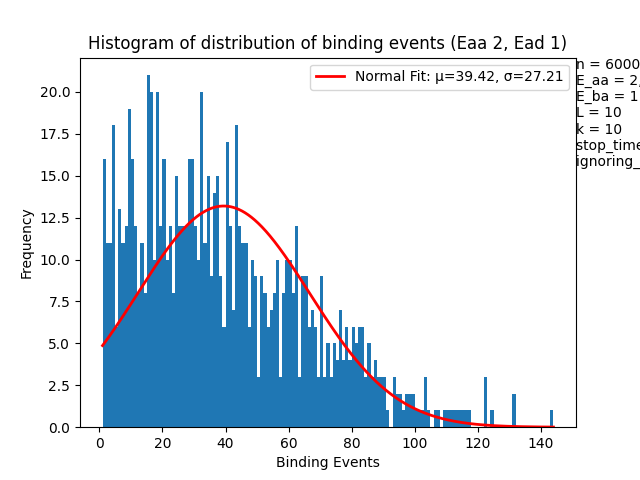 Histogram of distribution of binding events (Eaa 2, Ead 1)
Normal Fit: μ=39.42, σ=27.21
n = 6000
E_aa = 2,
E_ba = 1
L = 10
k = 10
stop_time
ignoring_
Frequency
20.0
17.5
15.0
12.5
10.0
7.5
5.0
2.5
0.0
0 20 40 60 80 100 120 140
Binding Events